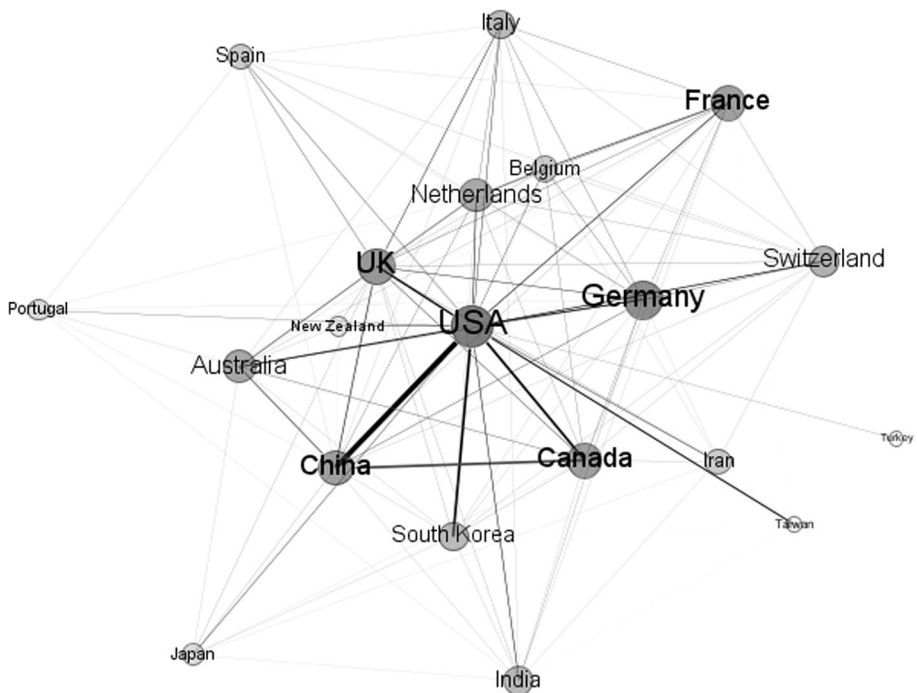 Italy
Spain
France
Belgium
Netherlands
UK
Switzerland
Germany
Portugal
New Zealand
USA
Australia
Turkey
China
Canada
Iran
Taiwan
South Korea
Japan
India